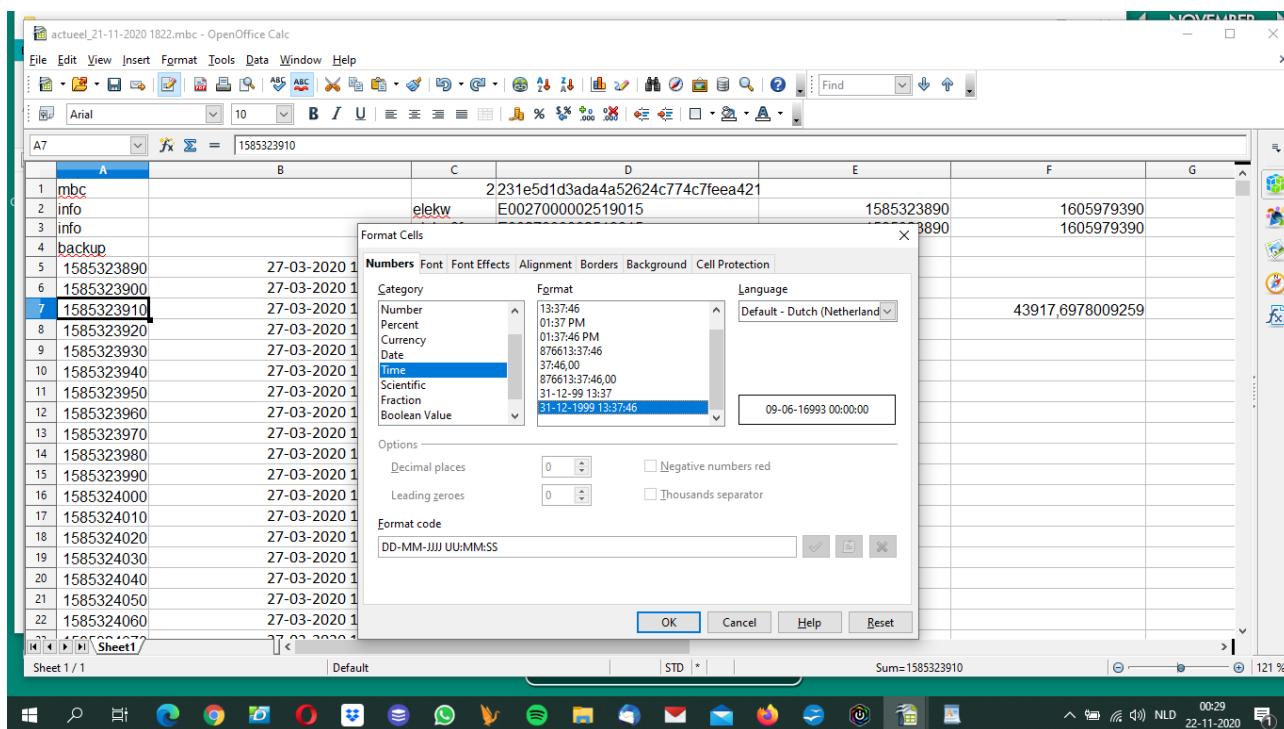 NOVEMBER
actueel_21-11-2020 1822.mbc - OpenOffice Calc
File Edit View Insert Format Tools Data Window Help
Find
Arial 10 B I U
A7 1585323910
A B C D E F G
1 mbc 2 231e5d1d3ada4a52624c774c7feea421
2 info elekw E0027000002519015 1585323890 1605979390
3 info 3890 1605979390
4 backup
5 1585323890 27-03-2020 1
6 1585323900 27-03-2020 1
7 1585323910 27-03-2020 1 43917,6978009259
8 1585323920 27-03-2020 1
9 1585323930 27-03-2020 1
10 1585323940 27-03-2020 1
11 1585323950 27-03-2020 1
12 1585323960 27-03-2020 1
13 1585323970 27-03-2020 1
14 1585323980 27-03-2020 1
15 1585323990 27-03-2020 1
16 1585324000 27-03-2020 1
17 1585324010 27-03-2020 1
18 1585324020 27-03-2020 1
19 1585324030 27-03-2020 1
20 1585324040 27-03-2020 1
21 1585324050 27-03-2020 1
22 1585324060 27-03-2020 1
Format Cells
Numbers Font Font Effects Alignment Borders Background Cell Protection
Category
Number
Percent
Currency
Date
Time
Scientific
Fraction
Boolean Value
Format
13:37:46
01:37 PM
01:37:46 PM
876613:37:46
37:46,00
876613:37:46,00
31-12-99 13:37
31-12-1999 13:37:46
Language
Default - Dutch (Netherland
09-06-16993 00:00:00
Options
Decimal places 0 Negative numbers red
Leading zeroes 0 Thousands separator
Format code
DD-MM-JJJJ UU:MM:SS
OK Cancel Help Reset
Sheet1
Sheet 1 / 1 Default STD * Sum=1585323910 121 %
NLD 00:29
22-11-2020